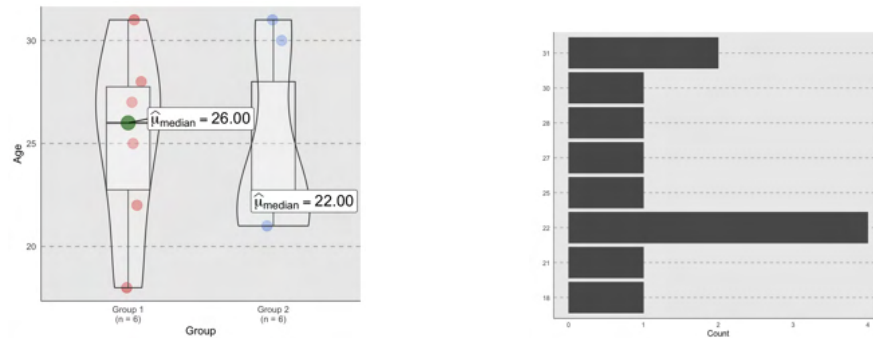 30
25
20
Age
μ̂median = 26.00
μ̂median = 22.00
Group 1
(n = 6)
Group 2
(n = 6)
Group
31
30
28
27
25
22
21
18
0
1
2
3
4
Count